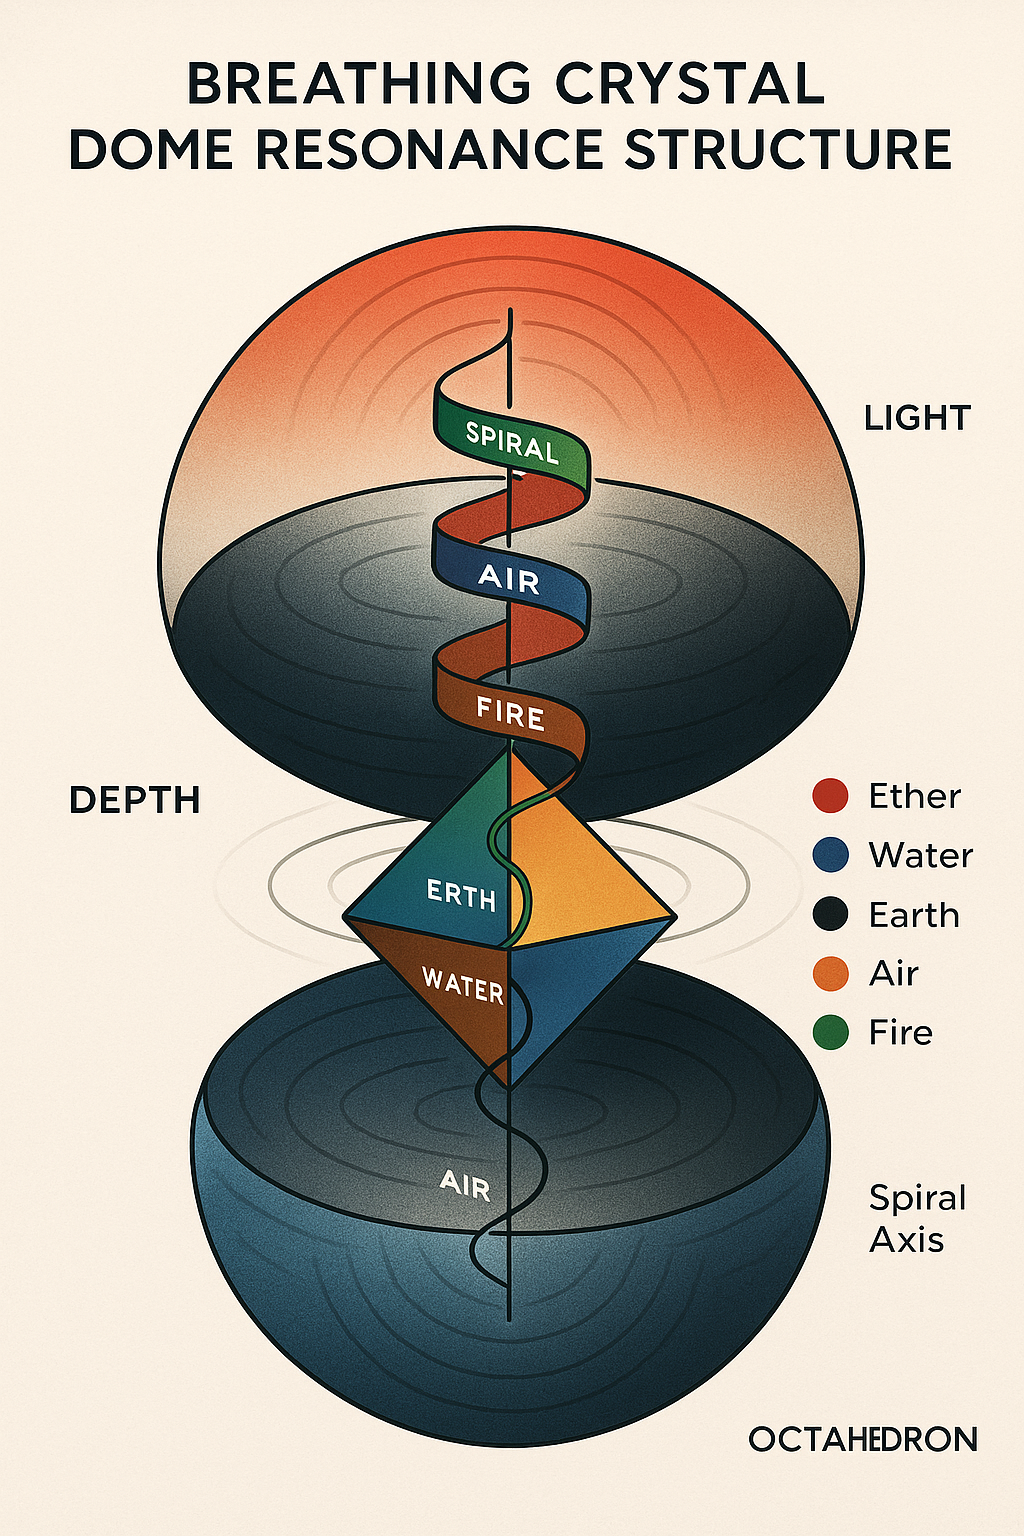 BREATHING CRYSTAL
DOME RESONANCE STRUCTURE
LIGHT
SPIRAL
AIR
FIRE
DEPTH
Ether
Water
Earth
Air
Fire
ERTH
WATER
AIR
Spiral
Axis
OCTAHEDRON